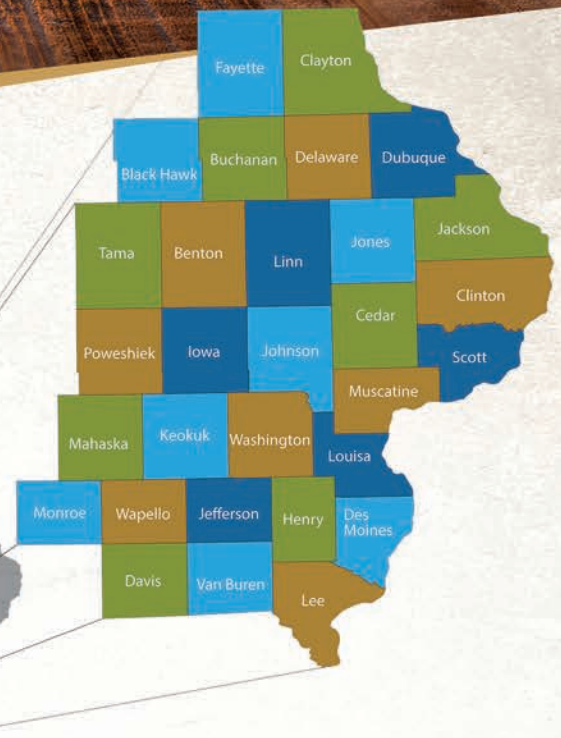 Fayette
Clayton
Black Hawk
Buchanan
Delaware
Dubuque
Tama
Benton
Linn
Jones
Jackson
Clinton
Poweshiek
Iowa
Johnson
Cedar
Scott
Muscatine
Mahaska
Keokuk
Washington
Louisa
Monroe
Wapello
Jefferson
Henry
Des
Moines
Davis
Van Buren
Lee